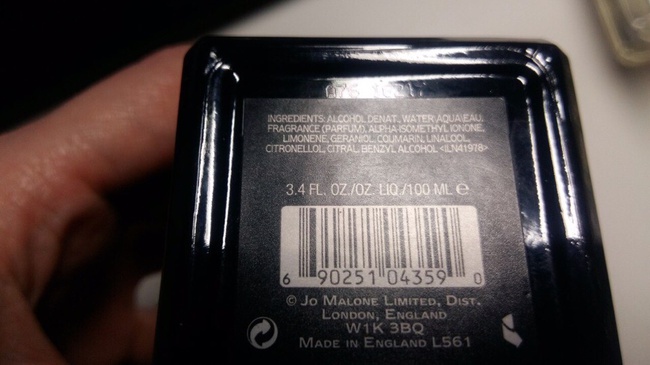 INGREDIENTS: ALCOHOL DENAT., WATER\AQUA\EAU,
FRAGRANCE (PARFUM), ALPHA-ISOMETHYL IONONE,
LIMONENE, GERANIOL, COUMARIN, LINALOOL,
CITRONELLOL, CITRAL, BENZYL ALCOHOL <ILN41978>
3.4 FL. OZ./OZ. LIQ./100 ML ℮
6 90251 04359 0
© JO MALONE LIMITED, DIST.
LONDON, ENGLAND
W1K 3BQ
MADE IN ENGLAND L561